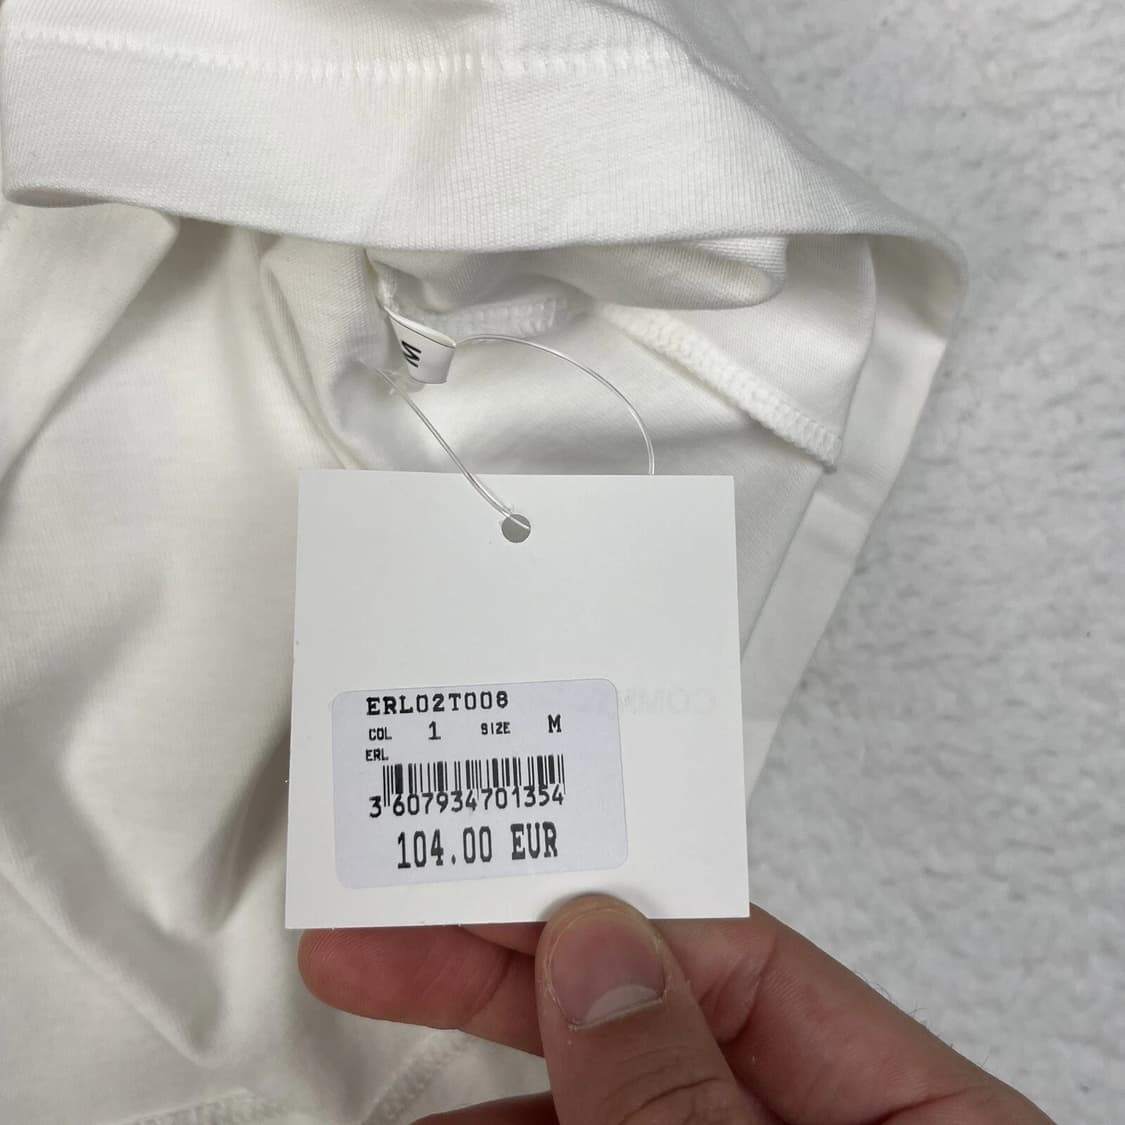 M
ERL02T008
COL 1 SIZE M
ERL
3 607934 701354
104.00 EUR